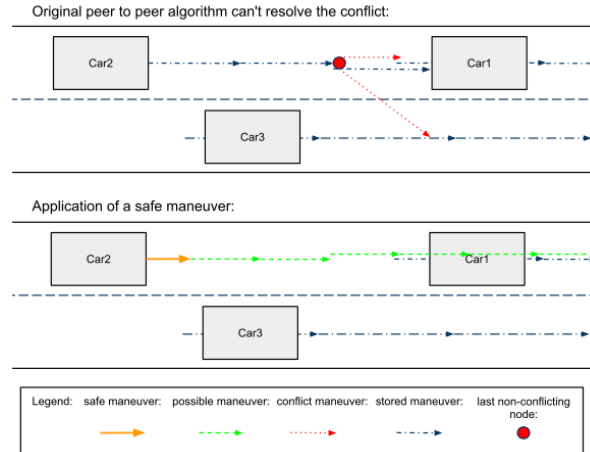 Original peer to peer algorithm can't resolve the conflict:
Car2
Car1
Car3
Application of a safe maneuver:
Car2
Car1
Car3
Legend: safe maneuver: possible maneuver: conflict maneuver: stored maneuver: last non-conflicting
node: